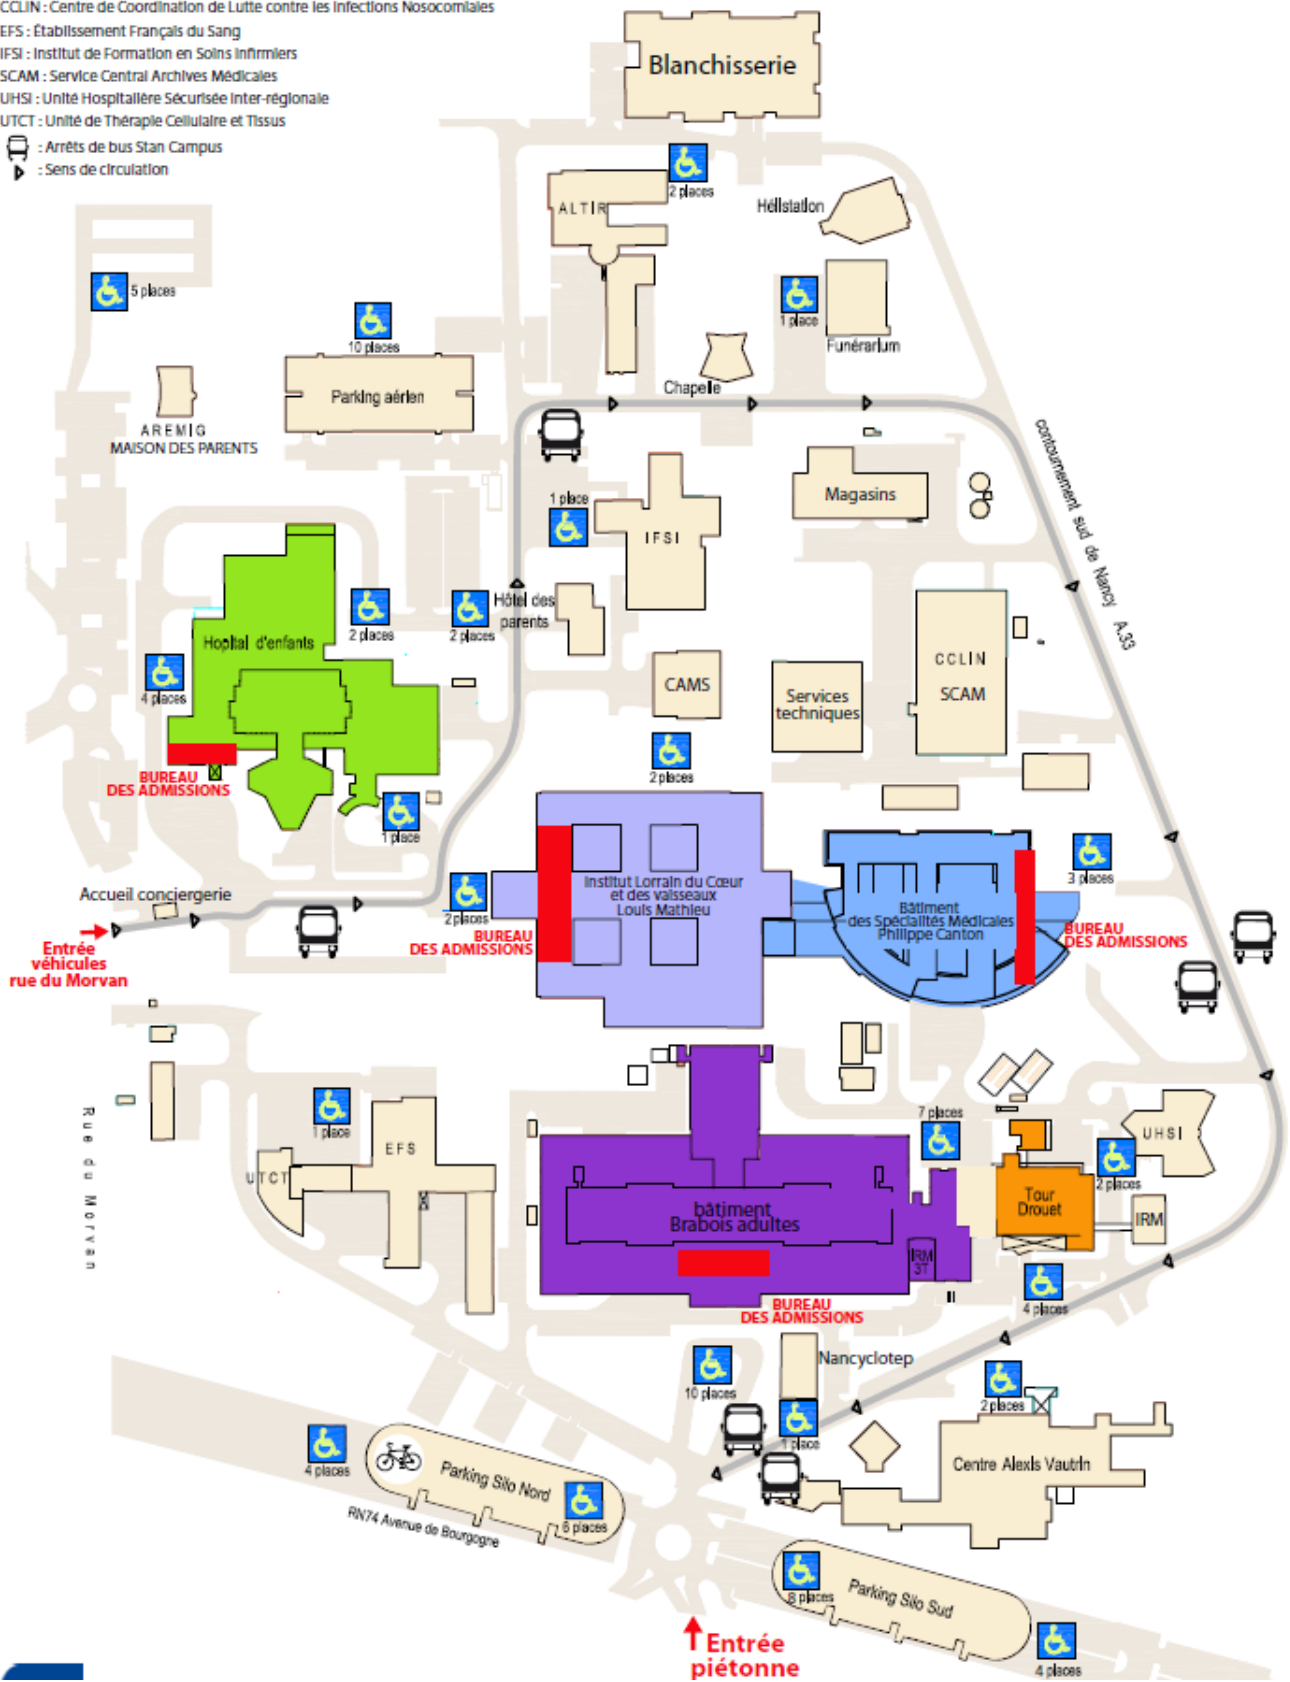 CCLIN : Centre de Coordination de Lutte contre les Infections Nosocomiales
EFS : Établissement Français du Sang
IFSI : Institut de Formation en Soins Infirmiers
SCAM : Service Central Archives Médicales
UHSI : Unité Hospitalière Sécurisée Inter-régionale
UTCT : Unité de Thérapie Cellulaire et Tissus
: Arrêts de bus Stan Campus
: Sens de circulation
Blanchisserie
2 places
ALTIR
Hélistation
5 places
10 places
1 place
Funérarium
Parking aérien
Chapelle
AREMIG
MAISON DES PARENTS
contournement sud de Nancy A.33
1 place
Magasins
IFSI
Hôtel des
parents
2 places
2 places
Hopital d'enfants
4 places
CCLIN
SCAM
CAMS
Services
techniques
2 places
BUREAU
DES ADMISSIONS
1 place
Accueil conciergerie
2 places
Institut Lorrain du Cœur
et des vaisseaux
Louis Mathieu
Bâtiment
des Spécialités Médicales
Philippe Canton
3 places
BUREAU
DES ADMISSIONS
BUREAU
DES ADMISSIONS
Entrée
véhicules
rue du Morvan
Rue du Morvan
1 place
EFS
UTCT
7 places
UHSI
2 places
Tour
Drouet
IRM
bâtiment
Brabois adultes
IRM
3T
4 places
BUREAU
DES ADMISSIONS
Nancyclotep
10 places
2 places
1 place
Centre Alexis Vautrin
4 places
Parking Silo Nord
6 places
RN74 Avenue de Bourgogne
8 places
Parking Silo Sud
4 places
Entrée
piétonne